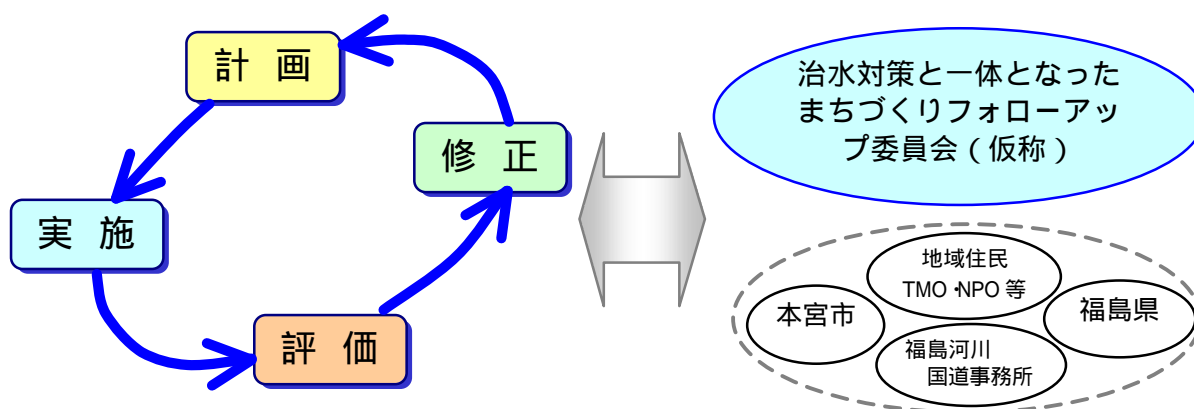 計 画
修 正
実 施
評 価
治水対策と一体となった
まちづくりフォローアッ
プ委員会（仮称）
地域住民
TMO・NPO 等
本宮市
福島県
福島河川
国道事務所